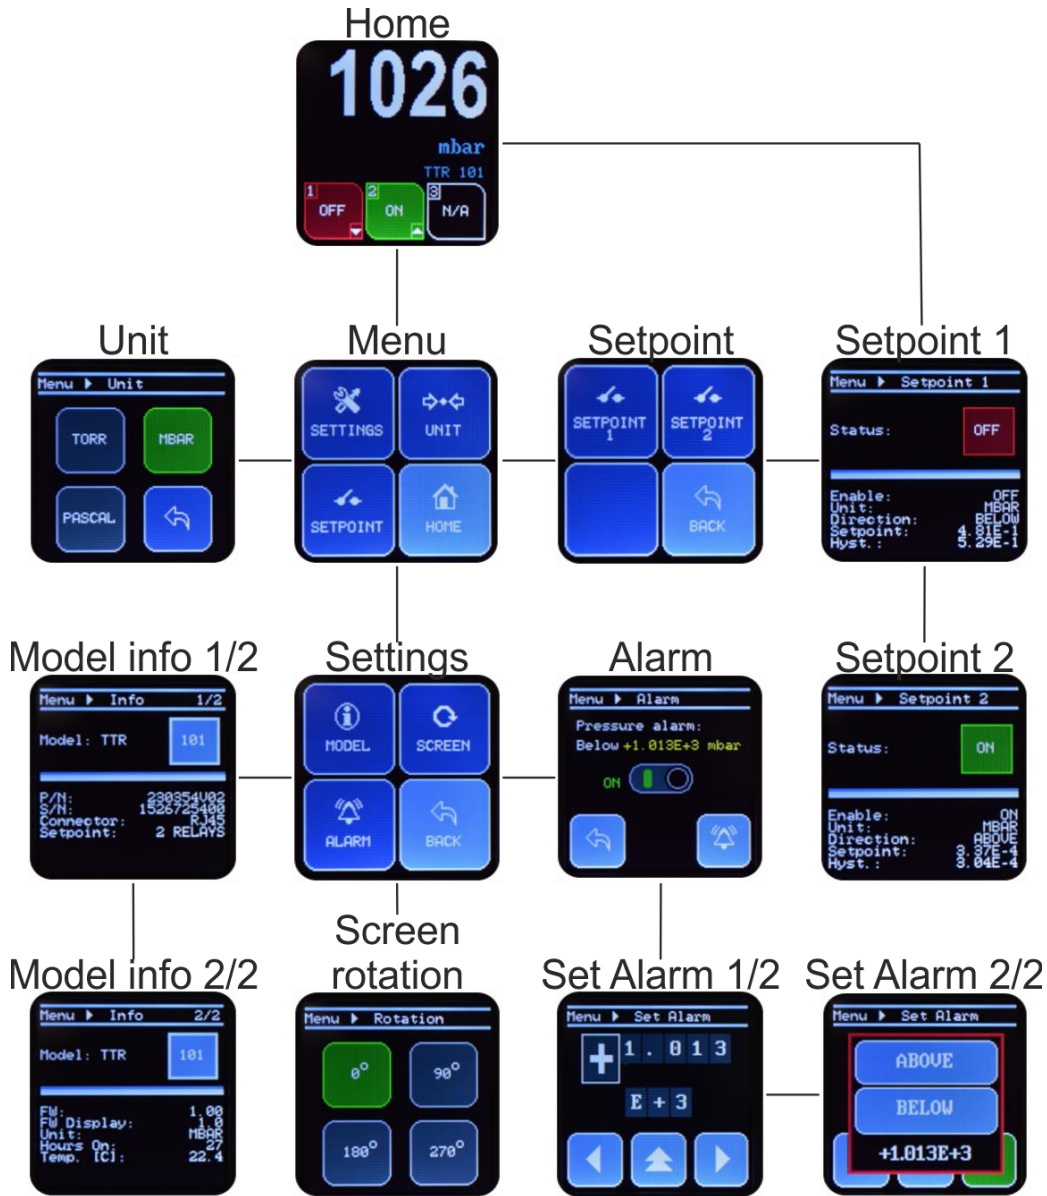 Home
1026
mbar
TTR 101
1 2 3
OFF ON N/A
Unit
Menu Unit
TORR MBAR
PASCAL
Menu
SETTINGS UNIT
SETPOINT HOME
Setpoint
SETPOINT 1 SETPOINT 2
BACK
Setpoint 1
Menu Setpoint 1
Status: OFF
Enable: OFF
Unit: MBAR
Direction: BELOW
Setpoint: 4.81E-1
Hyst.: 5.29E-1
Model info 1/2
Menu Info 1/2
Model: TTR 101
P/N: 230354V02
S/N: 1526725400
Connector: RJ45
Setpoint: 2 RELAYS
Settings
MODEL SCREEN
ALARM BACK
Alarm
Menu Alarm
Pressure alarm:
Below +1.013E+3 mbar
ON
Setpoint 2
Menu Setpoint 2
Status: ON
Enable: ON
Unit: MBAR
Direction: ABOVE
Setpoint: 3.37E-4
Hyst.: 3.04E-4
Model info 2/2
Menu Info 2/2
Model: TTR 101
FW: 1.00
FW Display: 1.0
Unit: MBAR
Hours On: 27
Temp. [C]: 22.4
Screen
rotation
Menu Rotation
0° 90°
180° 270°
Set Alarm 1/2
Menu Set Alarm
+ 1.013
E+3
Set Alarm 2/2
Menu Set Alarm
ABOVE
BELOW
+1.013E+3